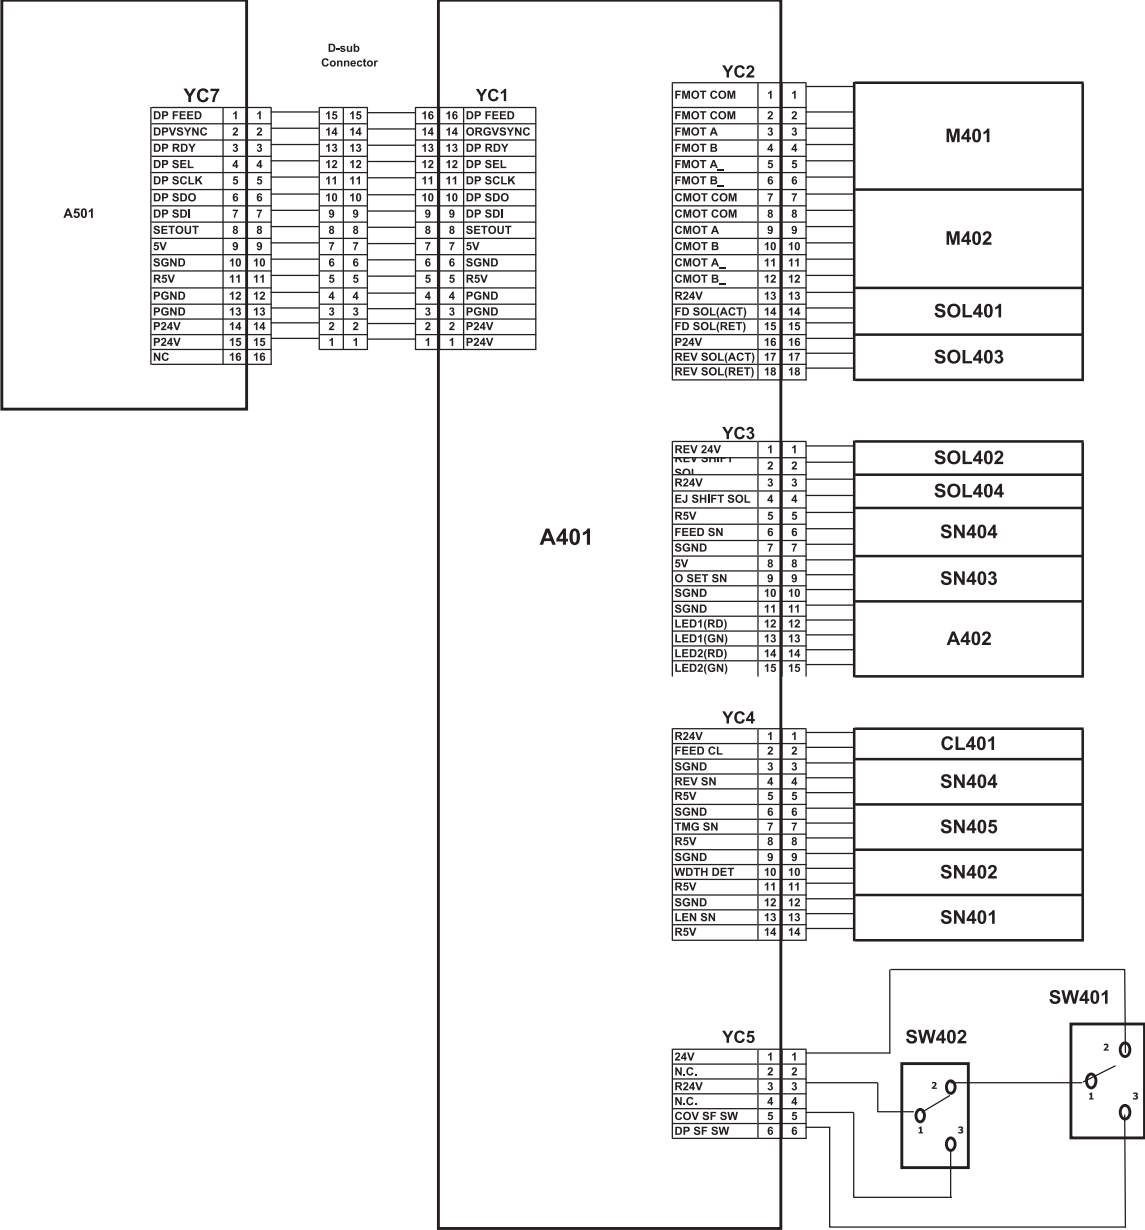 D-sub
Connector
A501
YC7
DP FEED 1 1
DPVSYNC 2 2
DP RDY 3 3
DP SEL 4 4
DP SCLK 5 5
DP SDO 6 6
DP SDI 7 7
SETOUT 8 8
5V 9 9
SGND 10 10
R5V 11 11
PGND 12 12
PGND 13 13
P24V 14 14
P24V 15 15
NC 16 16
15 15
14 14
13 13
12 12
11 11
10 10
9 9
8 8
7 7
6 6
5 5
4 4
3 3
2 2
1 1
YC1
16 16 DP FEED
14 14 ORGVSYNC
13 13 DP RDY
12 12 DP SEL
11 11 DP SCLK
10 10 DP SDO
9 9 DP SDI
8 8 SETOUT
7 7 5V
6 6 SGND
5 5 R5V
4 4 PGND
3 3 PGND
2 2 P24V
1 1 P24V
A401
YC2
FMOT COM 1 1
FMOT COM 2 2
FMOT A 3 3
FMOT B 4 4
FMOT A_ 5 5
FMOT B_ 6 6
CMOT COM 7 7
CMOT COM 8 8
CMOT A 9 9
CMOT B 10 10
CMOT A_ 11 11
CMOT B_ 12 12
R24V 13 13
FD SOL(ACT) 14 14
FD SOL(RET) 15 15
P24V 16 16
REV SOL(ACT) 17 17
REV SOL(RET) 18 18
M401
M402
SOL401
SOL403
YC3
REV 24V 1 1
REV SHIFT
SOL 2 2
R24V 3 3
EJ SHIFT SOL 4 4
R5V 5 5
FEED SN 6 6
SGND 7 7
5V 8 8
O SET SN 9 9
SGND 10 10
SGND 11 11
LED1(RD) 12 12
LED1(GN) 13 13
LED2(RD) 14 14
LED2(GN) 15 15
SOL402
SOL404
SN404
SN403
A402
YC4
R24V 1 1
FEED CL 2 2
SGND 3 3
REV SN 4 4
R5V 5 5
SGND 6 6
TMG SN 7 7
R5V 8 8
SGND 9 9
WDTH DET 10 10
R5V 11 11
SGND 12 12
LEN SN 13 13
R5V 14 14
CL401
SN404
SN405
SN402
SN401
YC5
24V 1 1
N.C. 2 2
R24V 3 3
N.C. 4 4
COV SF SW 5 5
DP SF SW 6 6
SW402
2
1
3
SW401
2
1
3